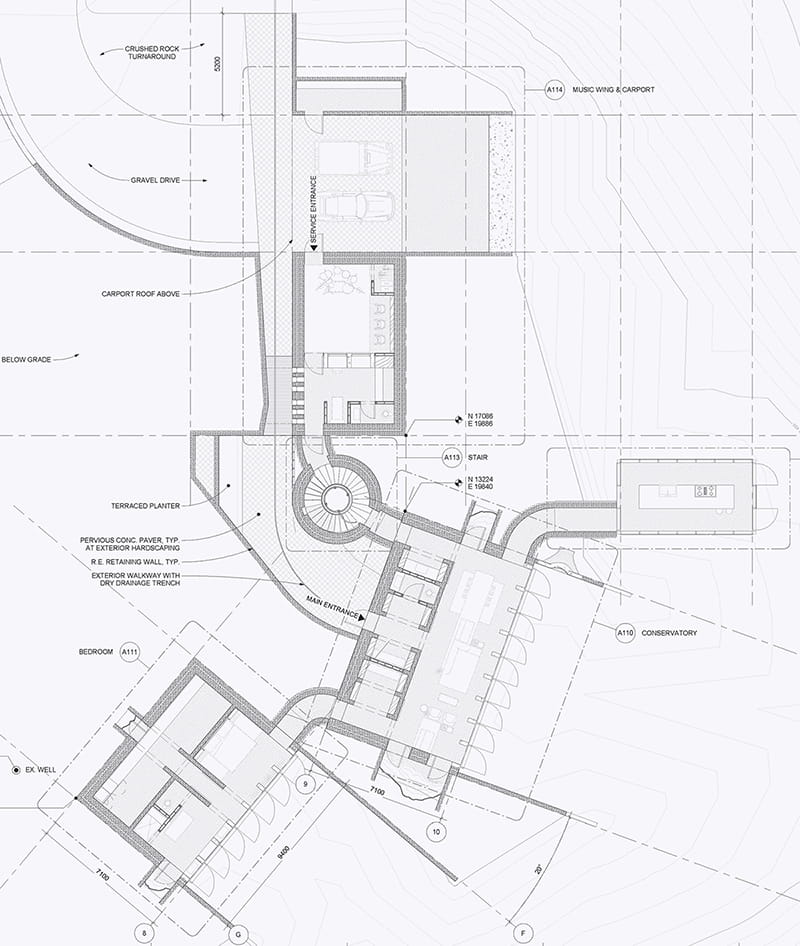 CRUSHED ROCK
TURNAROUND
5200
A114 MUSIC WING & CARPORT
GRAVEL DRIVE
SERVICE ENTRANCE
CARPORT ROOF ABOVE
BELOW GRADE
N 17086
E 19886
A113 STAIR
N 13224
E 19840
TERRACED PLANTER
PERVIOUS CONC. PAVER, TYP.
AT EXTERIOR HARDSCAPING
R.E. RETAINING WALL, TYP.
EXTERIOR WALKWAY WITH
DRY DRAINAGE TRENCH
MAIN ENTRANCE
A110 CONSERVATORY
BEDROOM A111
EX. WELL
9
7100
10
9400
20°
7100
8
G
F